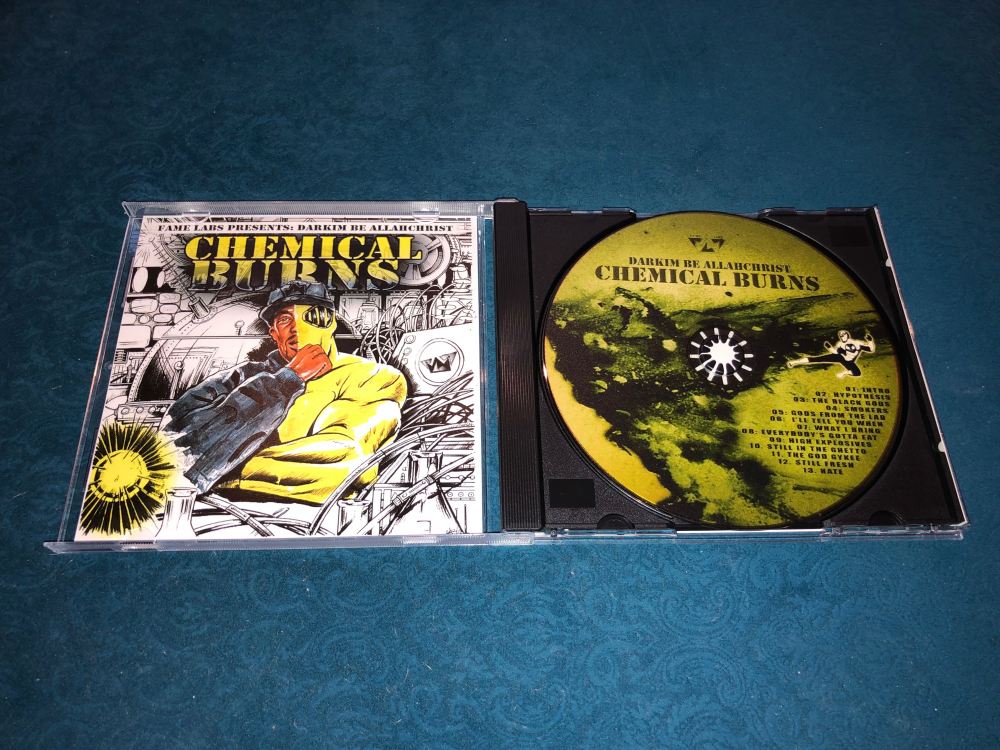 FAME LABS PRESENTS: DARKIM BE ALLAHCHRIST
CHEMICAL
BURNS
DARKIM BE ALLAHCHRIST
CHEMICAL BURNS
01: INTRO
02. HYPOTHESIS
03: THE BLACK GODS
04: SMOKERS
05: GODS FROM THE LAB
06: I'LL TELL YOU WHEN
07. WHAT I BRING
08: EVERYBODY'S GOTTA EAT
09: HIGH EXPLOSIVES
10. STILL IN THE GHETTO
11. THE GOD GYKEE
12. STILL FRESH
13. HATE